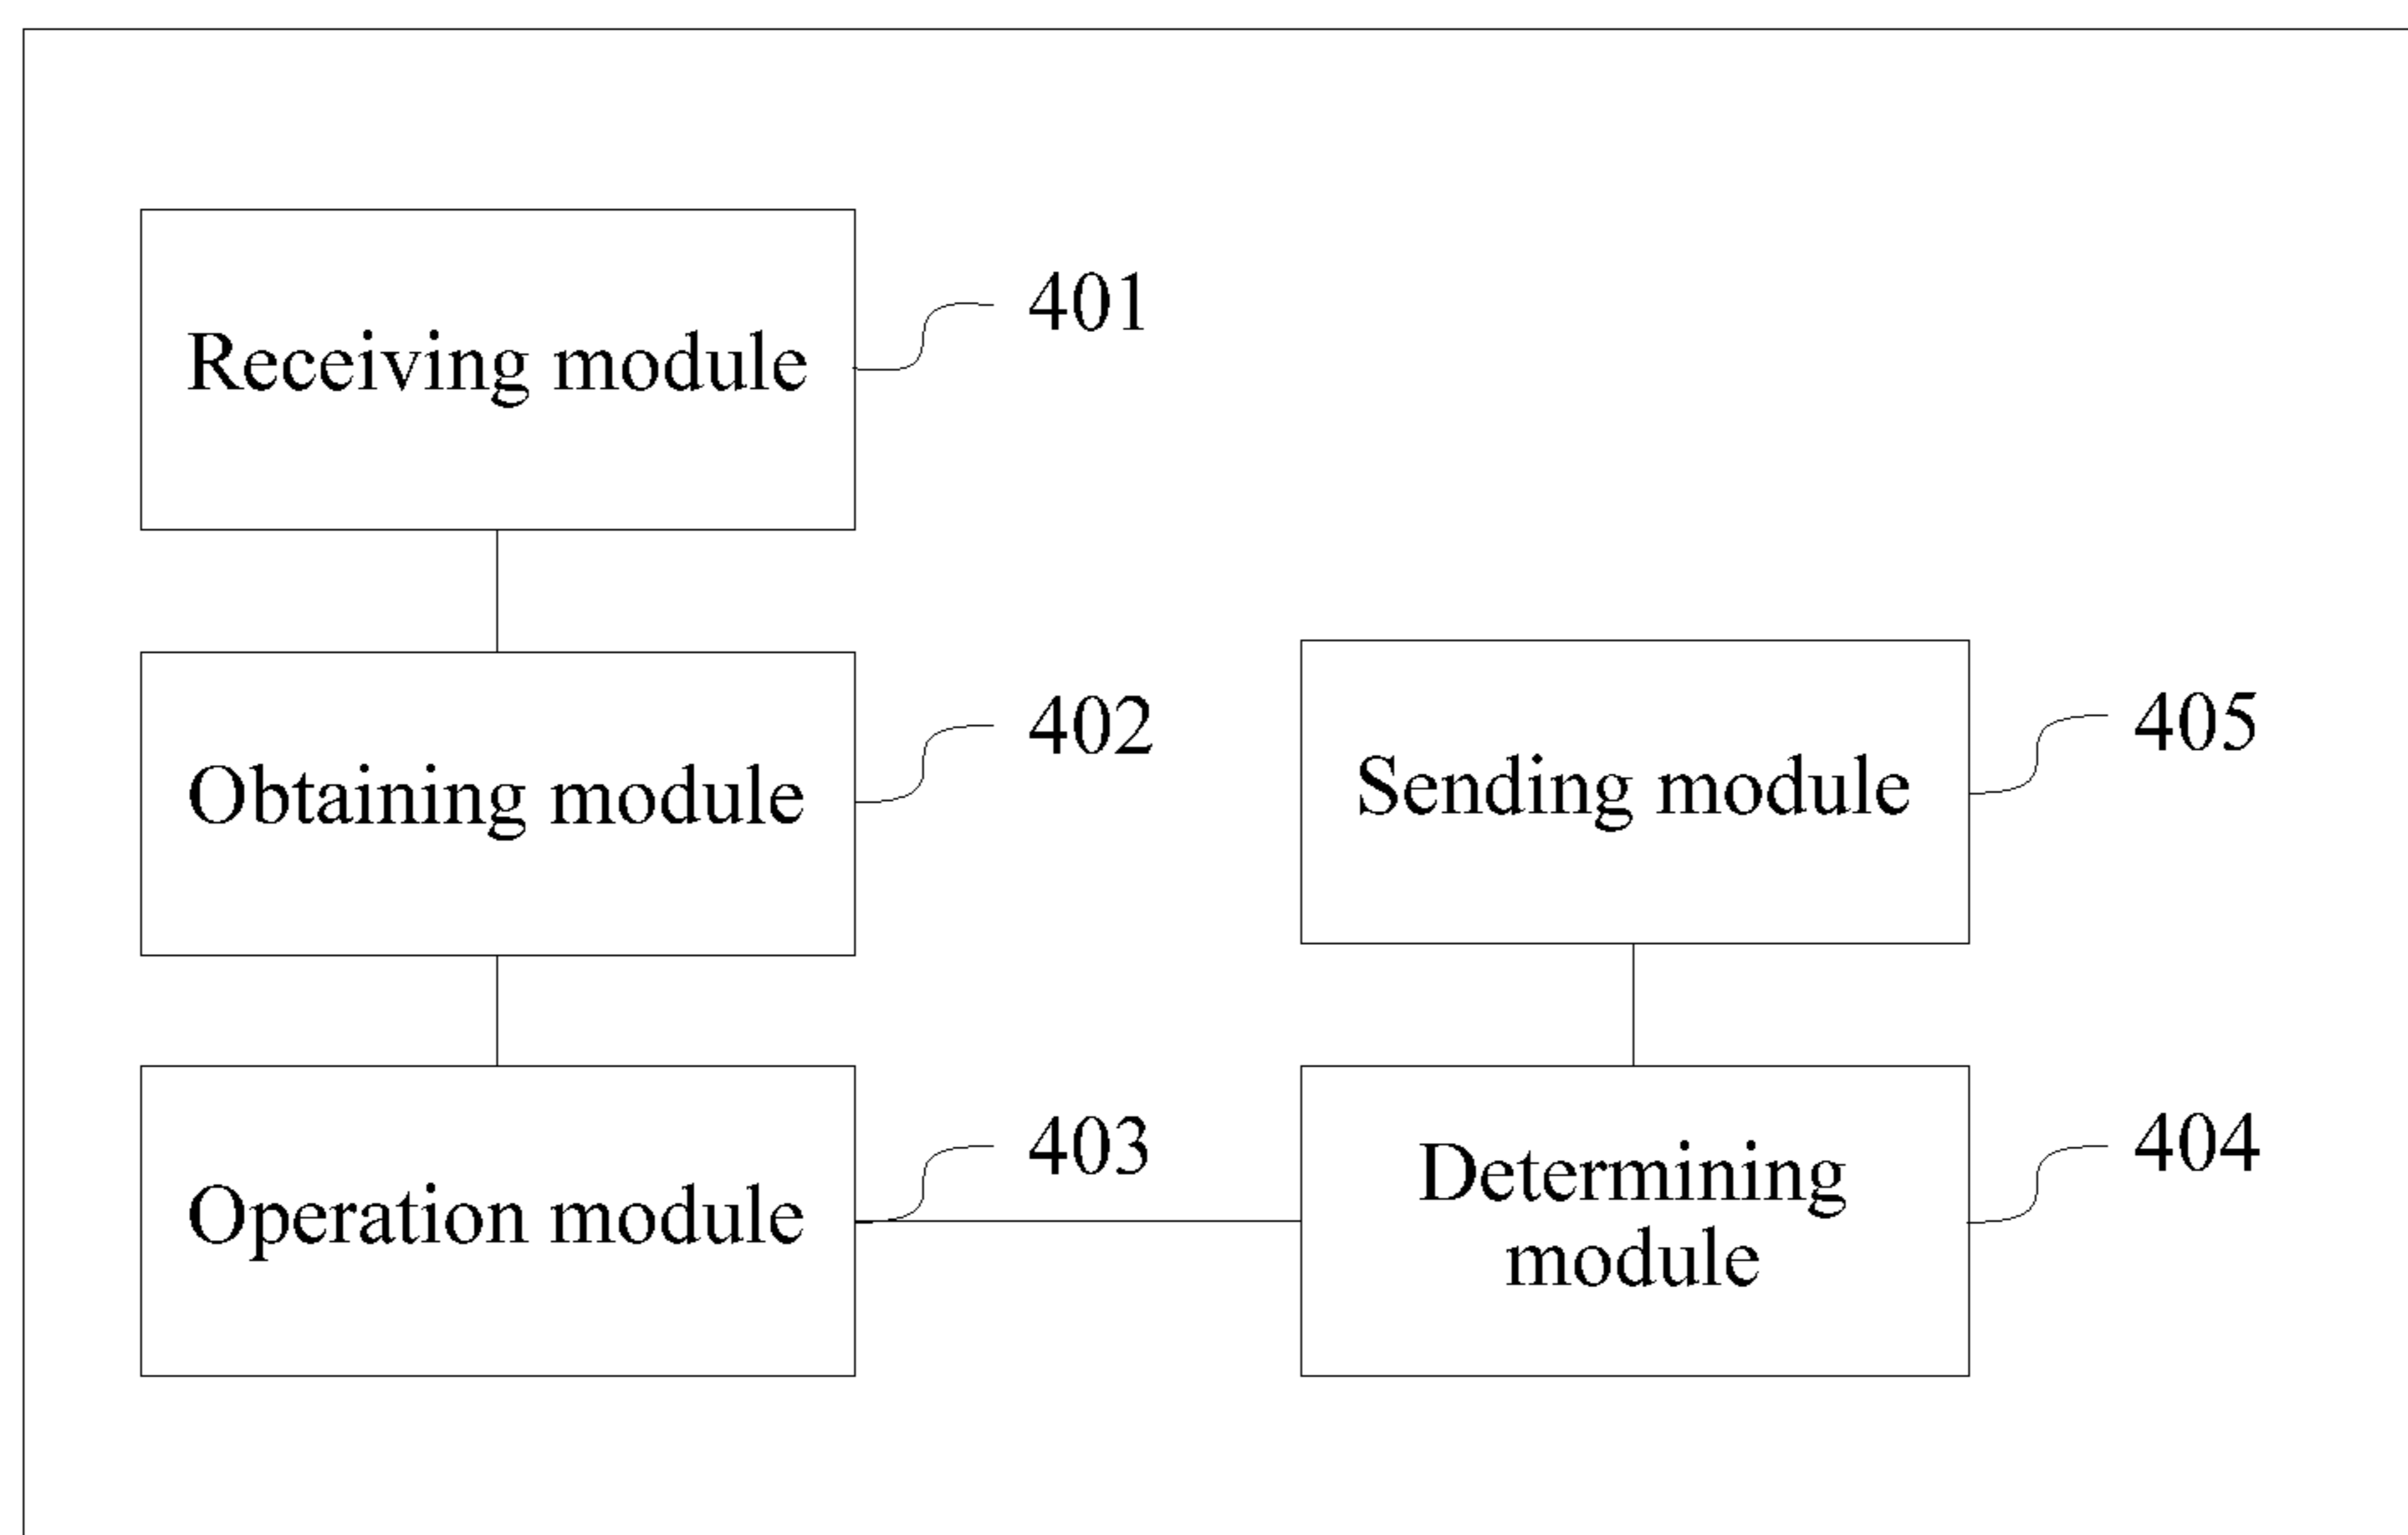 Receiving module
401
Obtaining module
402
Sending module
405
Operation module
403
Determining
module
404